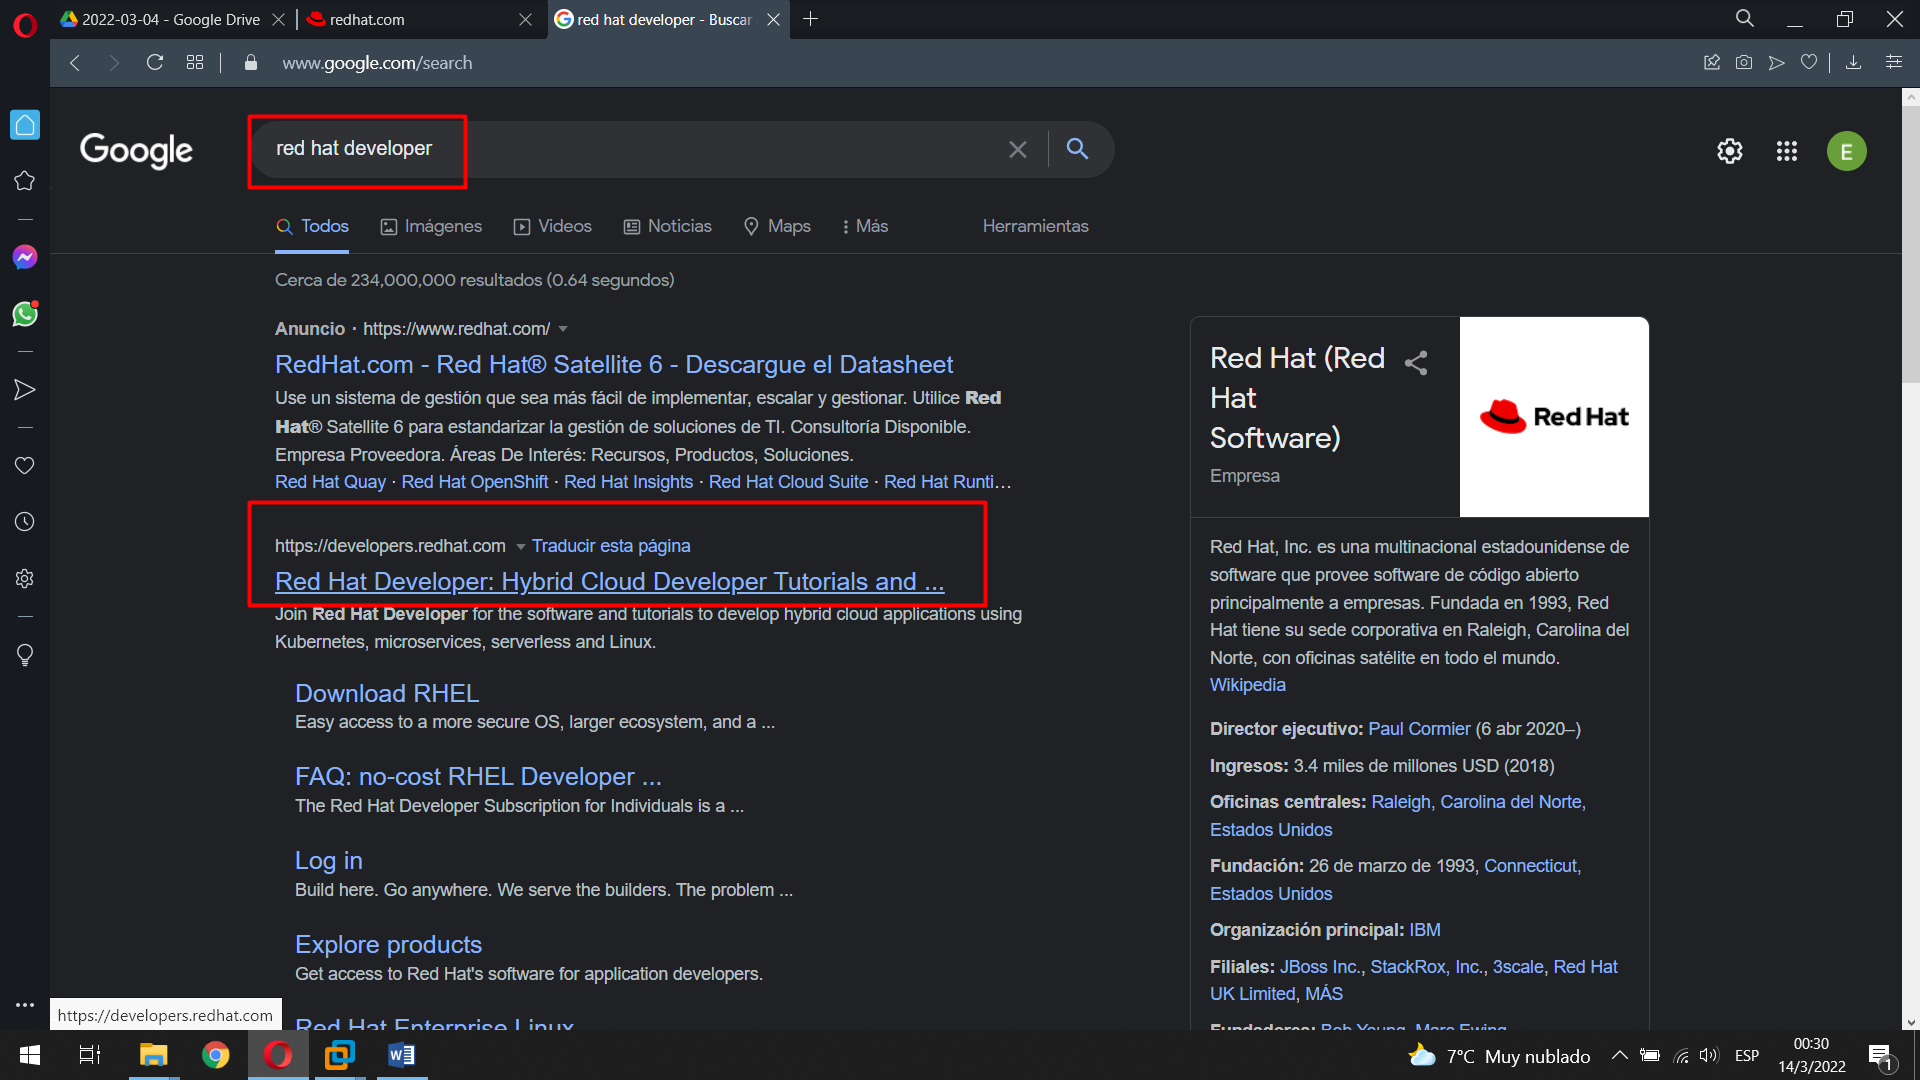 2022-03-04 - Google Drive
redhat.com
red hat developer - Buscar
www.google.com/search
Google
red hat developer
E
Todos
Imágenes
Videos
Noticias
Maps
Más
Herramientas
Cerca de 234,000,000 resultados (0.64 segundos)
Anuncio · https://www.redhat.com/
RedHat.com - Red Hat® Satellite 6 - Descargue el Datasheet
Use un sistema de gestión que sea más fácil de implementar, escalar y gestionar. Utilice Red
Hat® Satellite 6 para estandarizar la gestión de soluciones de TI. Consultoría Disponible.
Empresa Proveedora. Áreas De Interés: Recursos, Productos, Soluciones.
Red Hat Quay · Red Hat OpenShift · Red Hat Insights · Red Hat Cloud Suite · Red Hat Runti...
https://developers.redhat.com
Traducir esta página
Red Hat Developer: Hybrid Cloud Developer Tutorials and ...
Join Red Hat Developer for the software and tutorials to develop hybrid cloud applications using
Kubernetes, microservices, serverless and Linux.
Download RHEL
Easy access to a more secure OS, larger ecosystem, and a ...
FAQ: no-cost RHEL Developer ...
The Red Hat Developer Subscription for Individuals is a ...
Log in
Build here. Go anywhere. We serve the builders. The problem ...
Explore products
Get access to Red Hat's software for application developers.
Red Hat Enterprise Linux
Red Hat (Red
Hat
Software)
Empresa
Red Hat
Red Hat, Inc. es una multinacional estadounidense de
software que provee software de código abierto
principalmente a empresas. Fundada en 1993, Red
Hat tiene su sede corporativa en Raleigh, Carolina del
Norte, con oficinas satélite en todo el mundo.
Wikipedia
Director ejecutivo: Paul Cormier (6 abr 2020–)
Ingresos: 3.4 miles de millones USD (2018)
Oficinas centrales: Raleigh, Carolina del Norte,
Estados Unidos
Fundación: 26 de marzo de 1993, Connecticut,
Estados Unidos
Organización principal: IBM
Filiales: JBoss Inc., StackRox, Inc., 3scale, Red Hat
UK Limited, MÁS
Fundadores: Bob Young, Marc Ewing
https://developers.redhat.com
7°C Muy nublado
ESP
00:30
14/3/2022
1